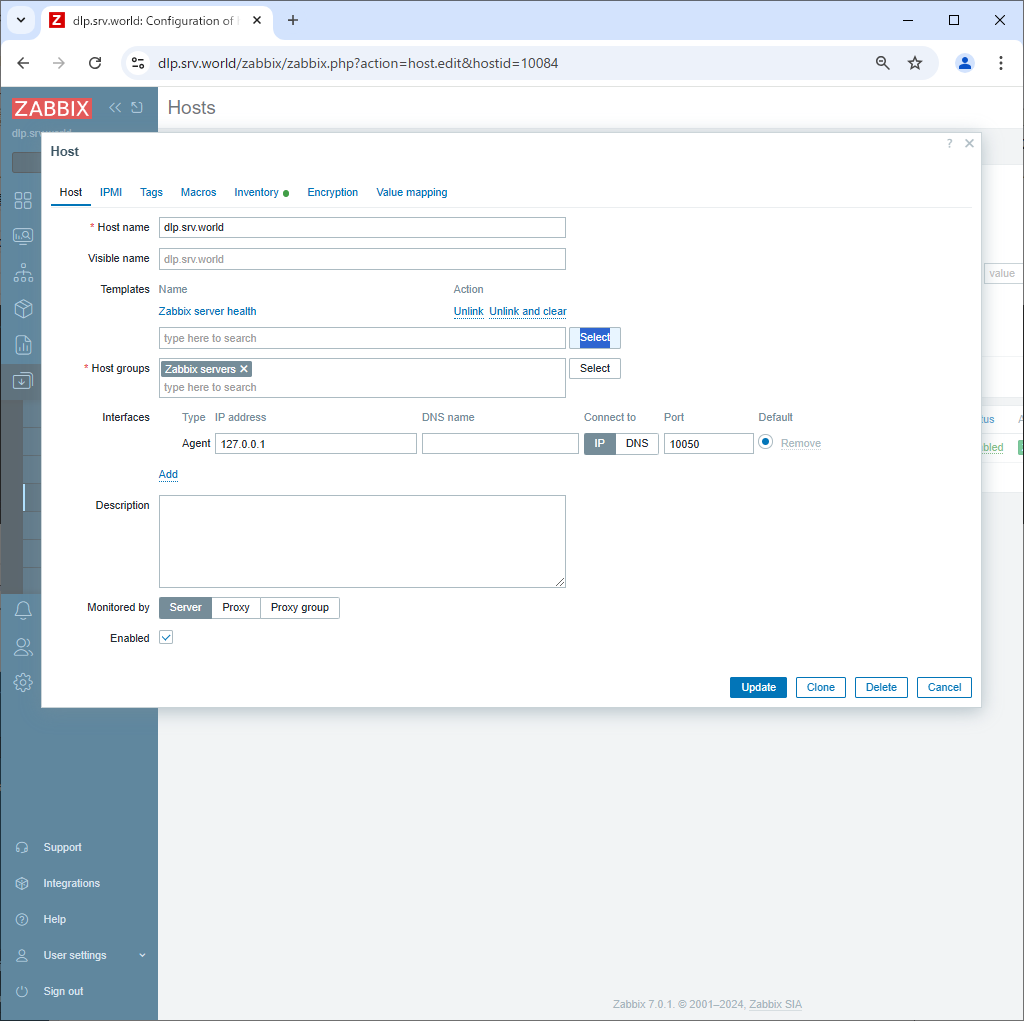 Z dlp.srv.world: Configuration of
dlp.srv.world/zabbix/zabbix.php?action=host.edit&hostid=10084
ZABBIX
Hosts
Host
?
Host IPMI Tags Macros Inventory Encryption Value mapping
* Host name dlp.srv.world
Visible name dlp.srv.world
Templates Name Action
Zabbix server health Unlink Unlink and clear
type here to search Select
* Host groups Zabbix servers Select
type here to search
Interfaces Type IP address DNS name Connect to Port Default
Agent 127.0.0.1 IP DNS 10050 Remove
Add
Description
Monitored by Server Proxy Proxy group
Enabled
Update Clone Delete Cancel
value
Support
Integrations
Help
User settings
Sign out
Zabbix 7.0.1. © 2001–2024, Zabbix SIA